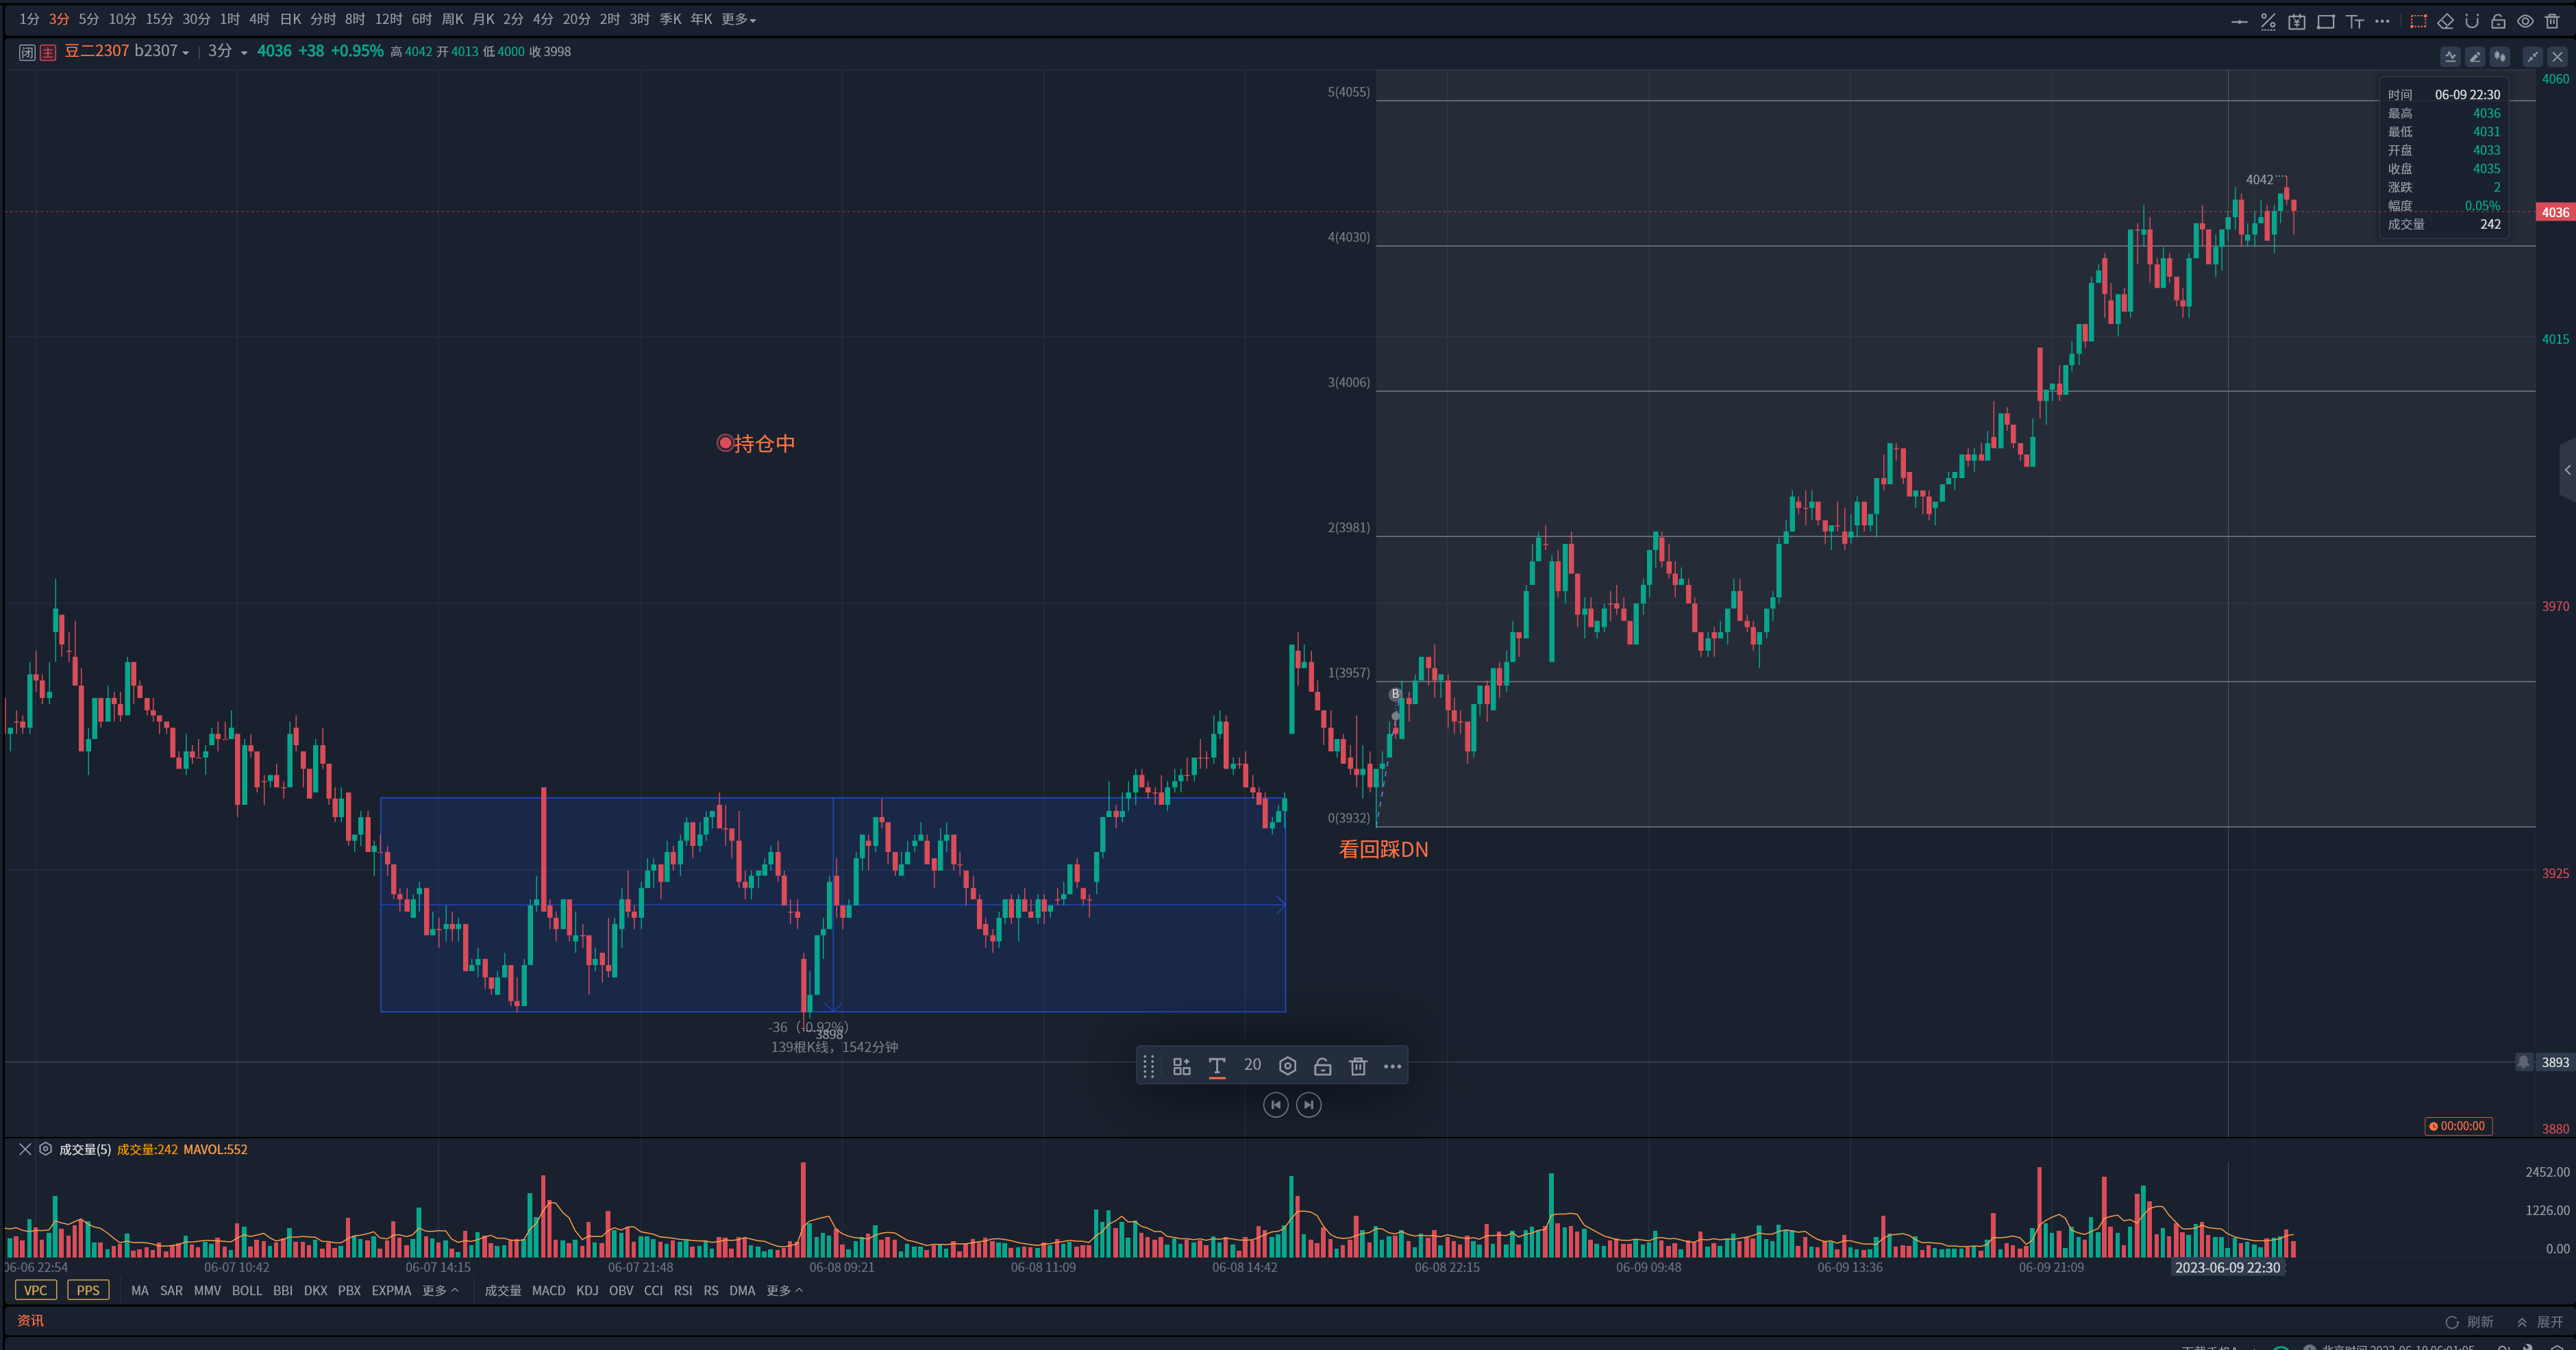 1分 3分 5分 10分 15分 30分 1时 4时 日K 分时 8时 12时 6时 周K 月K 2分 4分 20分 2时 3时 季K 年K 更多
闭 主 豆二2307 b2307 3分 4036 +38 +0.95% 高 4042 开 4013 低 4000 收 3998
4060
5(4055)
时间 06-09 22:30
最高 4036
最低 4031
开盘 4033
收盘 4035
涨跌 2
幅度 0.05%
成交量 242
4042
4036
4(4030)
4015
3(4006)
持仓中
2(3981)
3970
1(3957)
B
0(3932)
看回踩DN
3925
-36（-0.92%）
3898
139根K线，1542分钟
20
3893
00:00:00
3880
成交量(5) 成交量:242 MAVOL:552
2452.00
1226.00
0.00
06-06 22:54 06-07 10:42 06-07 14:15 06-07 21:48 06-08 09:21 06-08 11:09 06-08 14:42 06-08 22:15 06-09 09:48 06-09 13:36 06-09 21:09 2023-06-09 22:30
VPC PPS MA SAR MMV BOLL BBI DKX PBX EXPMA 更多 成交量 MACD KDJ OBV CCI RSI RS DMA 更多
资讯 刷新 展开